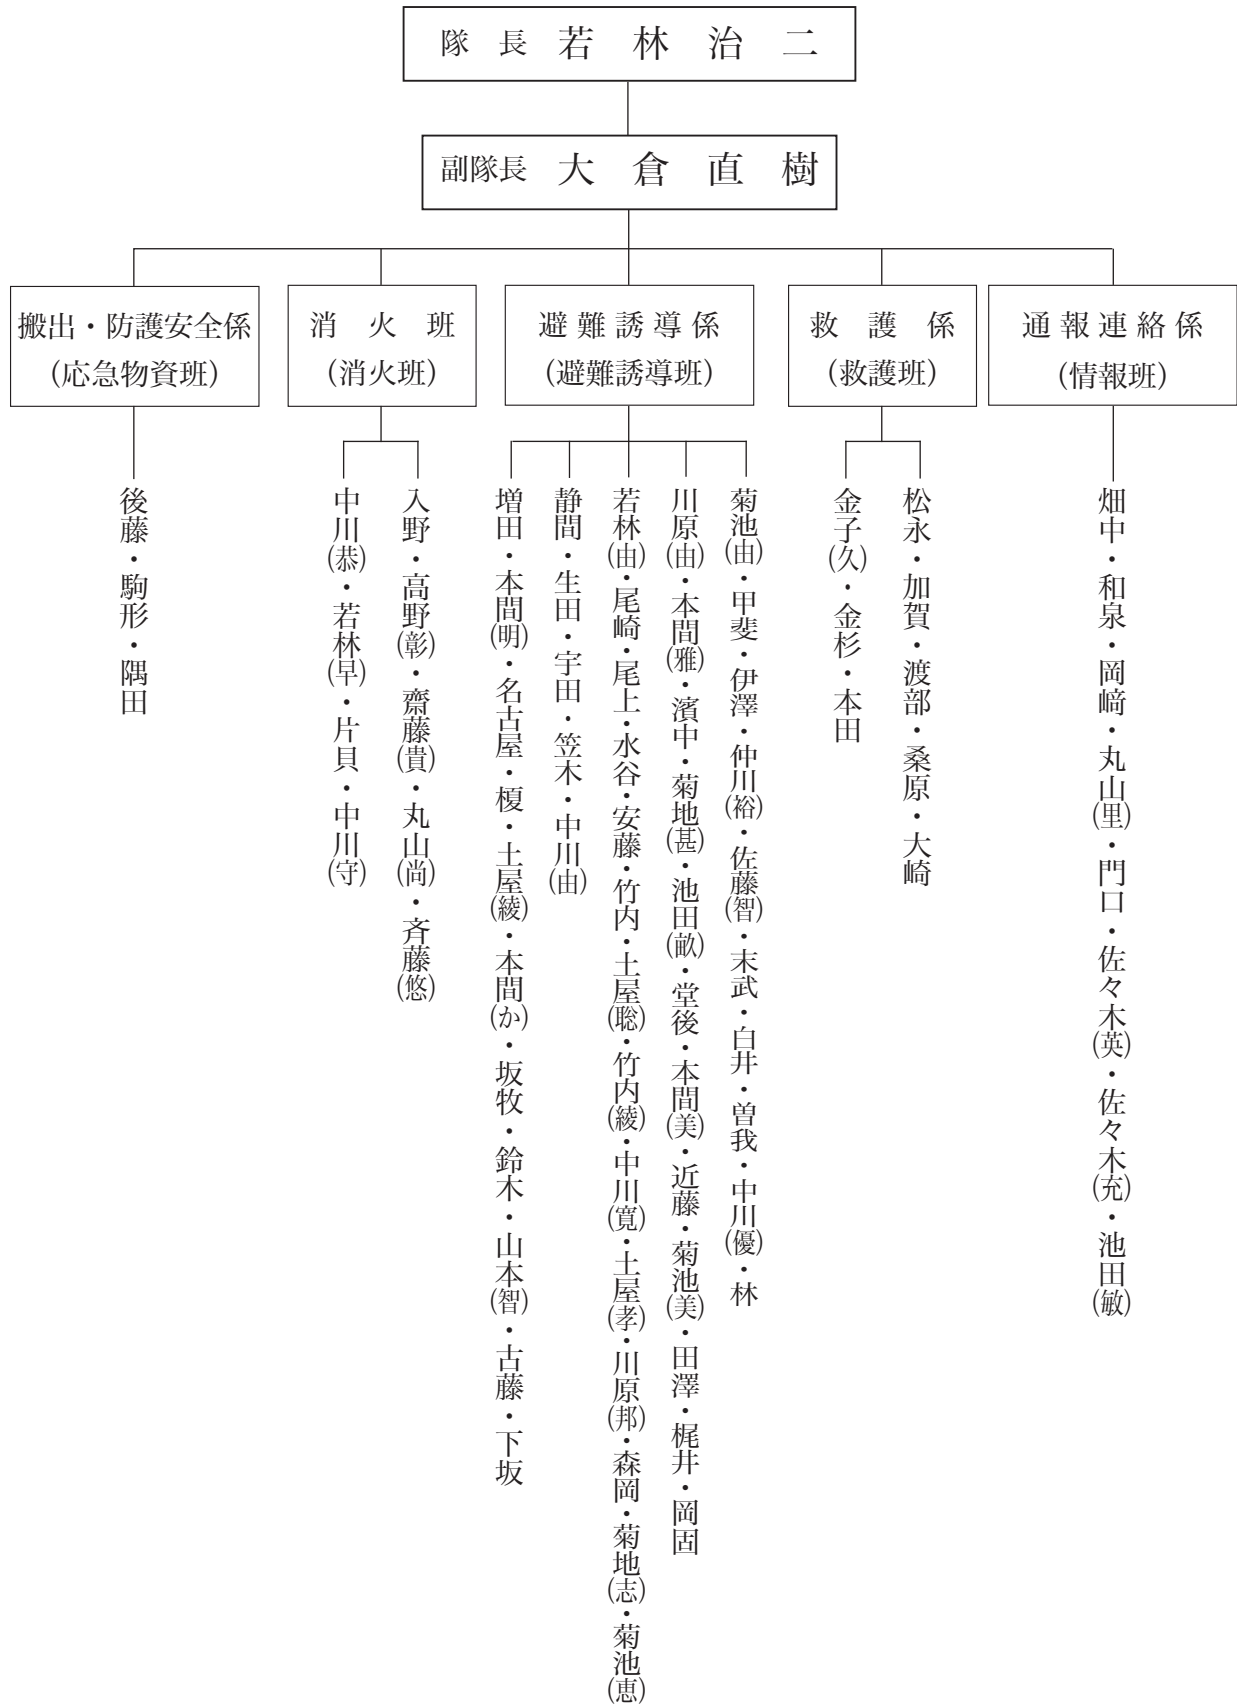 隊長 若林治二
副隊長 大倉直樹
通報連絡係
(情報班)
畑中・和泉・岡﨑・丸山(里)・門口・佐々木(英)・佐々木(充)・池田(敏)
救護係
(救護班)
松永・加賀・渡部・桑原・大崎
金子(久)・金杉・本田
避難誘導係
(避難誘導班)
菊池(由)・甲斐・伊澤・仲川(裕)・佐藤(智)・末武・白井・曽我・中川(優)・林
川原(由)・本間(雅)・濱中・菊地(甚)・池田(畝)・堂後・本間(美)・近藤・菊池(美)・田澤・梶井・岡固
若林(由)・尾崎・尾上・水谷・安藤・竹内・土屋(聡)・竹内(綾)・中川(寛)・土屋(孝)・川原(邦)・森岡・菊地(志)・菊池(恵)
静間・生田・宇田・笠木・中川(由)
増田・本間(明)・名古屋・榎・土屋(綾)・本間(か)・坂牧・鈴木・山本(智)・古藤・下坂
消火班
(消火班)
入野・高野(彰)・齋藤(貴)・丸山(尚)・斉藤(悠)
中川(恭)・若林(早)・片貝・中川(守)
搬出・防護安全係
(応急物資班)
後藤・駒形・隅田